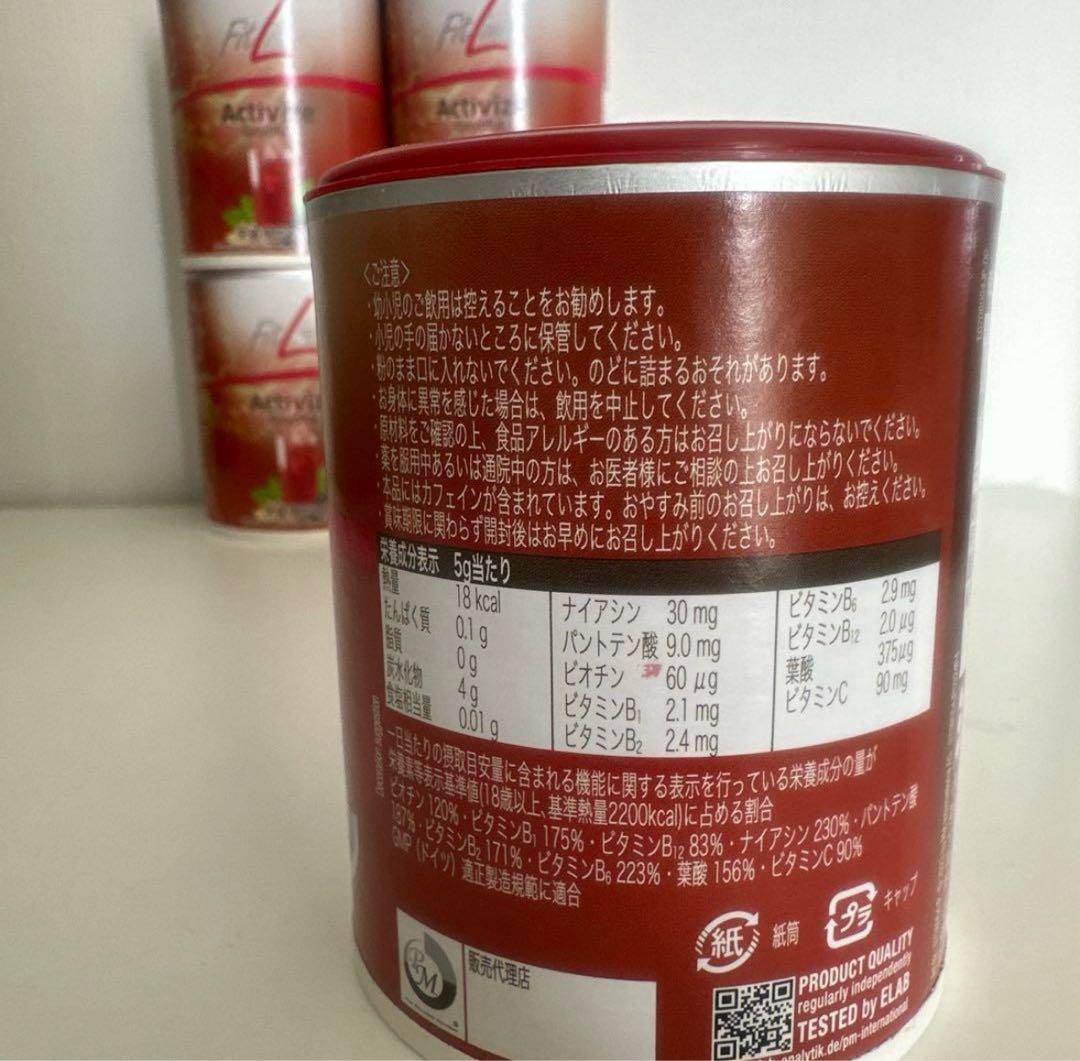 Fit
Activize
Fit
Activize
Fit
Activize
<ご注意>
・幼小児のご飲用は控えることをお勧めします。
・小児の手の届かないところに保管してください。
・粉のまま口に入れないでください。のどに詰まるおそれがあります。
・お身体に異常を感じた場合は、飲用を中止してください。
・原材料をご確認の上、食品アレルギーのある方はお召し上がりにならないでください。
・薬を服用中あるいは通院中の方は、お医者様にご相談の上お召し上がりください。
・本品にはカフェインが含まれています。おやすみ前のお召し上がりは、お控えください。
・賞味期限に関わらず開封後はお早めにお召し上がりください。
栄養成分表示 5g当たり
熱量 18 kcal
たんぱく質 0.1 g
脂質 0 g
炭水化物 4 g
食塩相当量 0.01 g
ナイアシン 30 mg
パントテン酸 9.0 mg
ビオチン 60 μg
ビタミンB1 2.1 mg
ビタミンB2 2.4 mg
ビタミンB6 2.9 mg
ビタミンB12 2.0 μg
葉酸 375μg
ビタミンC 90 mg
一日当たりの摂取目安量に含まれる機能に関する表示を行っている栄養成分の量が
栄養素等表示基準値(18歳以上、基準熱量2200kcal)に占める割合
ビオチン 120%・ビタミンB1 175%・ビタミンB12 83%・ナイアシン 230%・パントテン酸
187%・ビタミンB2 171%・ビタミンB6 223%・葉酸 156%・ビタミンC 90%
GMP（ドイツ）適正製造規範に適合
紙 紙筒
プラ キャップ
PM
販売代理店
PRODUCT QUALITY
regularly independently
TESTED by ELAB
analytik.de/pm-international